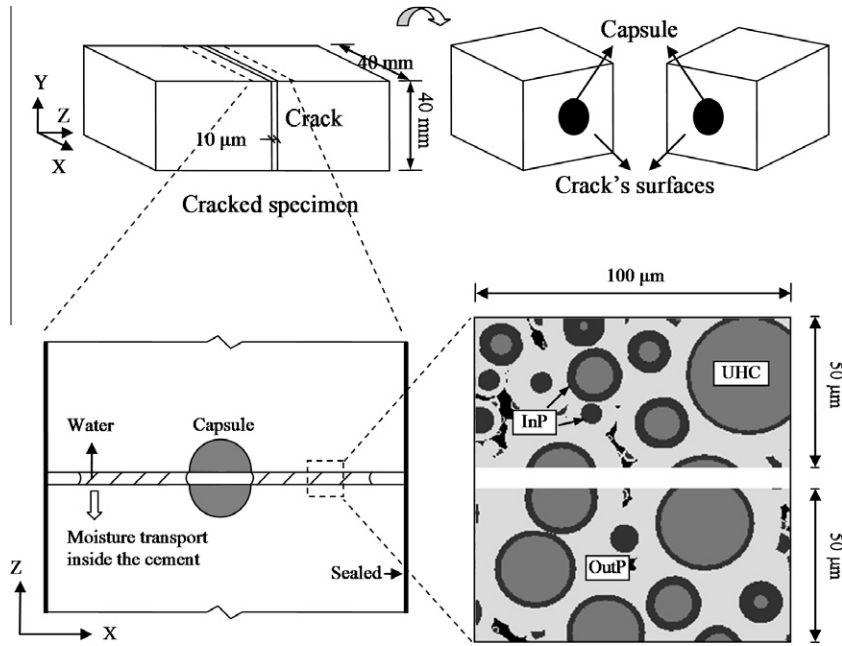 40 mm
Y
Z
X
10 μm
Crack
40 mm
Cracked specimen
Capsule
Crack's surfaces
Water
Capsule
Moisture transport
inside the cement
Sealed
Z
X
100 μm
UHC
InP
OutP
50 μm
50 μm